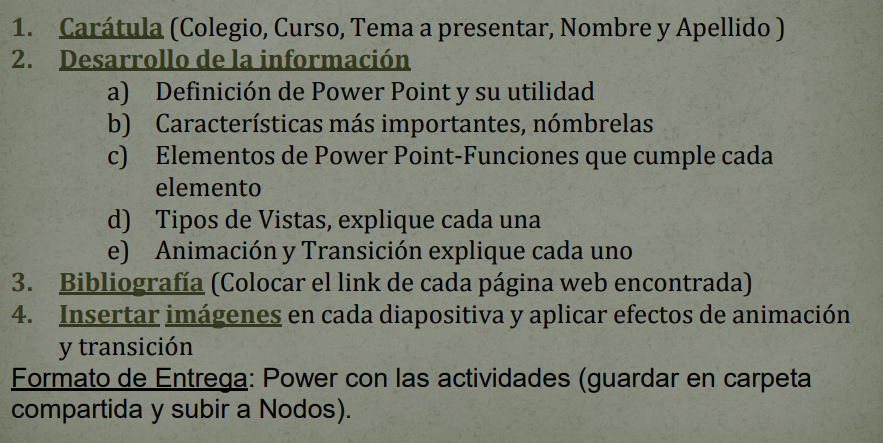 1. Carátula (Colegio, Curso, Tema a presentar, Nombre y Apellido )
2. Desarrollo de la información
a) Definición de Power Point y su utilidad
b) Características más importantes, nómbrelas
c) Elementos de Power Point-Funciones que cumple cada
elemento
d) Tipos de Vistas, explique cada una
e) Animación y Transición explique cada uno
3. Bibliografía (Colocar el link de cada página web encontrada)
4. Insertar imágenes en cada diapositiva y aplicar efectos de animación
y transición
Formato de Entrega: Power con las actividades (guardar en carpeta
compartida y subir a Nodos).